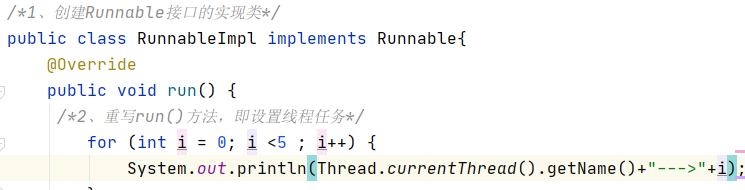 /*1、创建Runnable接口的实现类*/
public class RunnableImpl implements Runnable{
@Override
public void run() {
/*2、重写run()方法，即设置线程任务*/
for (int i = 0; i <5 ; i++) {
System.out.println(Thread.currentThread().getName()+"--->"+i);